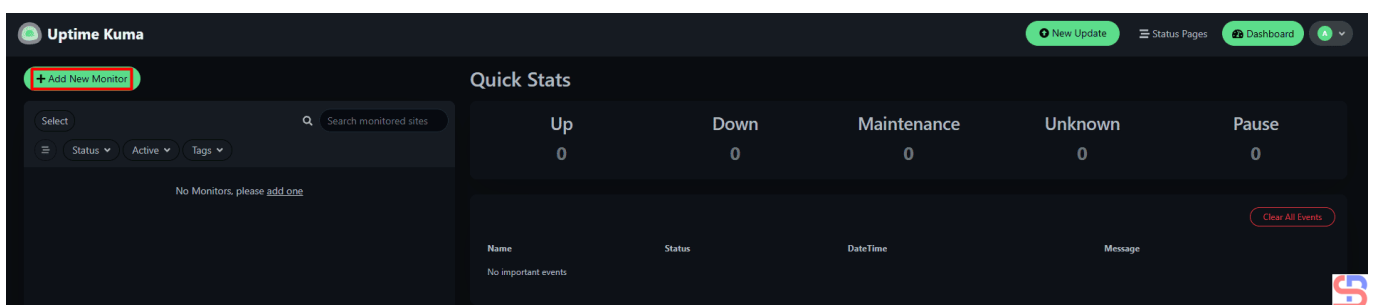 Uptime Kuma
New Update
Status Pages
Dashboard
A
+ Add New Monitor
Quick Stats
Select
Search monitored sites
Status
Active
Tags
No Monitors, please add one
Up Down Maintenance Unknown Pause
0 0 0 0 0
Clear All Events
Name Status DateTime Message
No important events